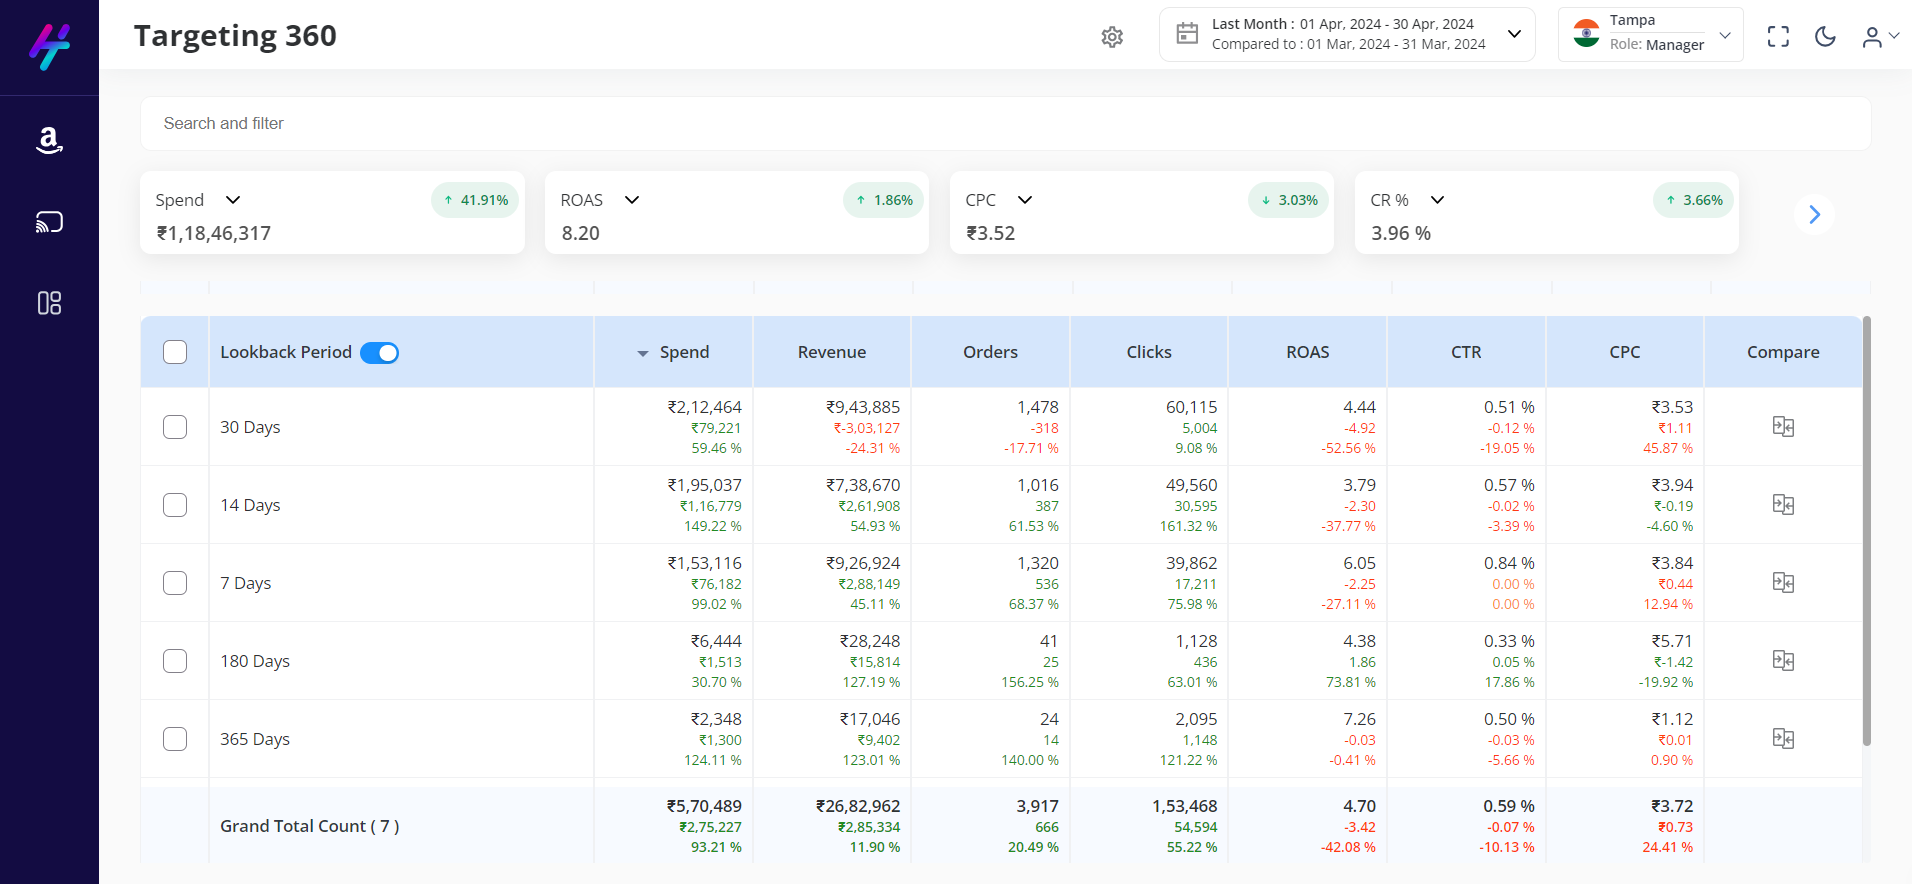 Targeting 360
Last Month : 01 Apr, 2024 - 30 Apr, 2024
Compared to : 01 Mar, 2024 - 31 Mar, 2024
Tampa
Role: Manager
a
Search and filter
Spend 41.91%
₹1,18,46,317
ROAS 1.86%
8.20
CPC 3.03%
₹3.52
CR % 3.66%
3.96 %
Lookback Period Spend Revenue Orders Clicks ROAS CTR CPC Compare
30 Days
₹2,12,464 ₹9,43,885 1,478 60,115 4.44 0.51 % ₹3.53
₹79,221 ₹-3,03,127 -318 5,004 -4.92 -0.12 % ₹1.11
59.46 % -24.31 % -17.71 % 9.08 % -52.56 % -19.05 % 45.87 %
14 Days
₹1,95,037 ₹7,38,670 1,016 49,560 3.79 0.57 % ₹3.94
₹1,16,779 ₹2,61,908 387 30,595 -2.30 -0.02 % ₹-0.19
149.22 % 54.93 % 61.53 % 161.32 % -37.77 % -3.39 % -4.60 %
7 Days
₹1,53,116 ₹9,26,924 1,320 39,862 6.05 0.84 % ₹3.84
₹76,182 ₹2,88,149 536 17,211 -2.25 0.00 % ₹0.44
99.02 % 45.11 % 68.37 % 75.98 % -27.11 % 0.00 % 12.94 %
180 Days
₹6,444 ₹28,248 41 1,128 4.38 0.33 % ₹5.71
₹1,513 ₹15,814 25 436 1.86 0.05 % ₹-1.42
30.70 % 127.19 % 156.25 % 63.01 % 73.81 % 17.86 % -19.92 %
365 Days
₹2,348 ₹17,046 24 2,095 7.26 0.50 % ₹1.12
₹1,300 ₹9,402 14 1,148 -0.03 -0.03 % ₹0.01
124.11 % 123.01 % 140.00 % 121.22 % -0.41 % -5.66 % 0.90 %
Grand Total Count ( 7 )
₹5,70,489 ₹26,82,962 3,917 1,53,468 4.70 0.59 % ₹3.72
₹2,75,227 ₹2,85,334 666 54,594 -3.42 -0.07 % ₹0.73
93.21 % 11.90 % 20.49 % 55.22 % -42.08 % -10.13 % 24.41 %